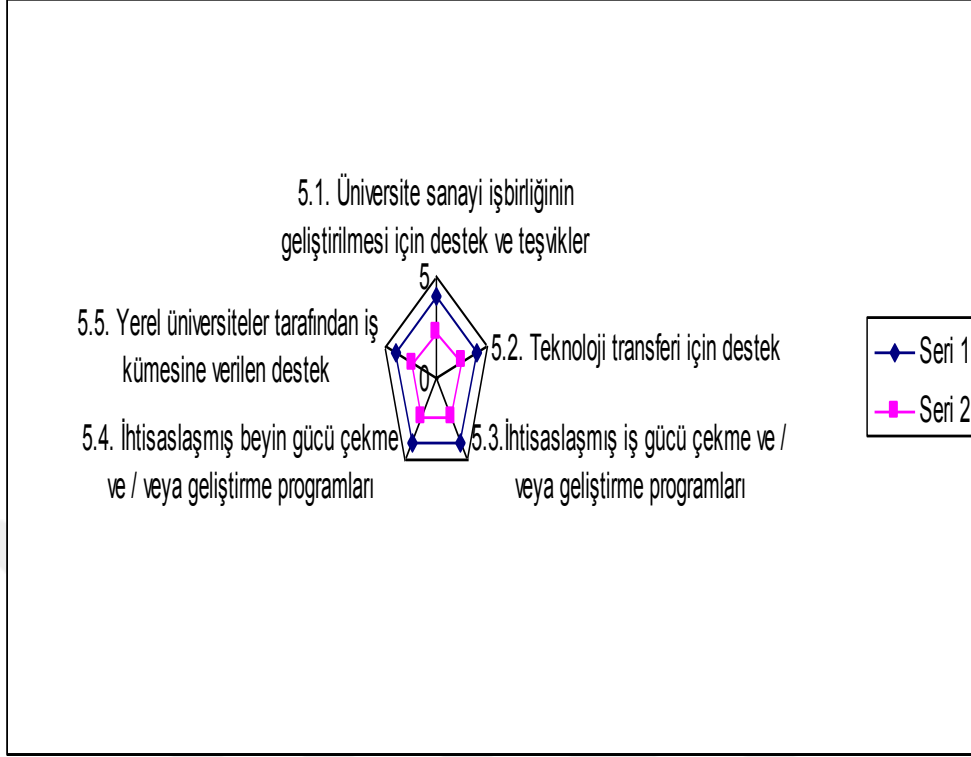 5.1. Üniversite sanayi işbirliğinin
geliştirilmesi için destek ve teşvikler
5
5.5. Yerel üniversiteler tarafından iş
kümesine verilen destek
5.2. Teknoloji transferi için destek
0
5.4. İhtisaslaşmış beyin gücü çekme
ve / veya geliştirme programları
5.3.İhtisaslaşmış iş gücü çekme ve /
veya geliştirme programları
Seri 1
Seri 2